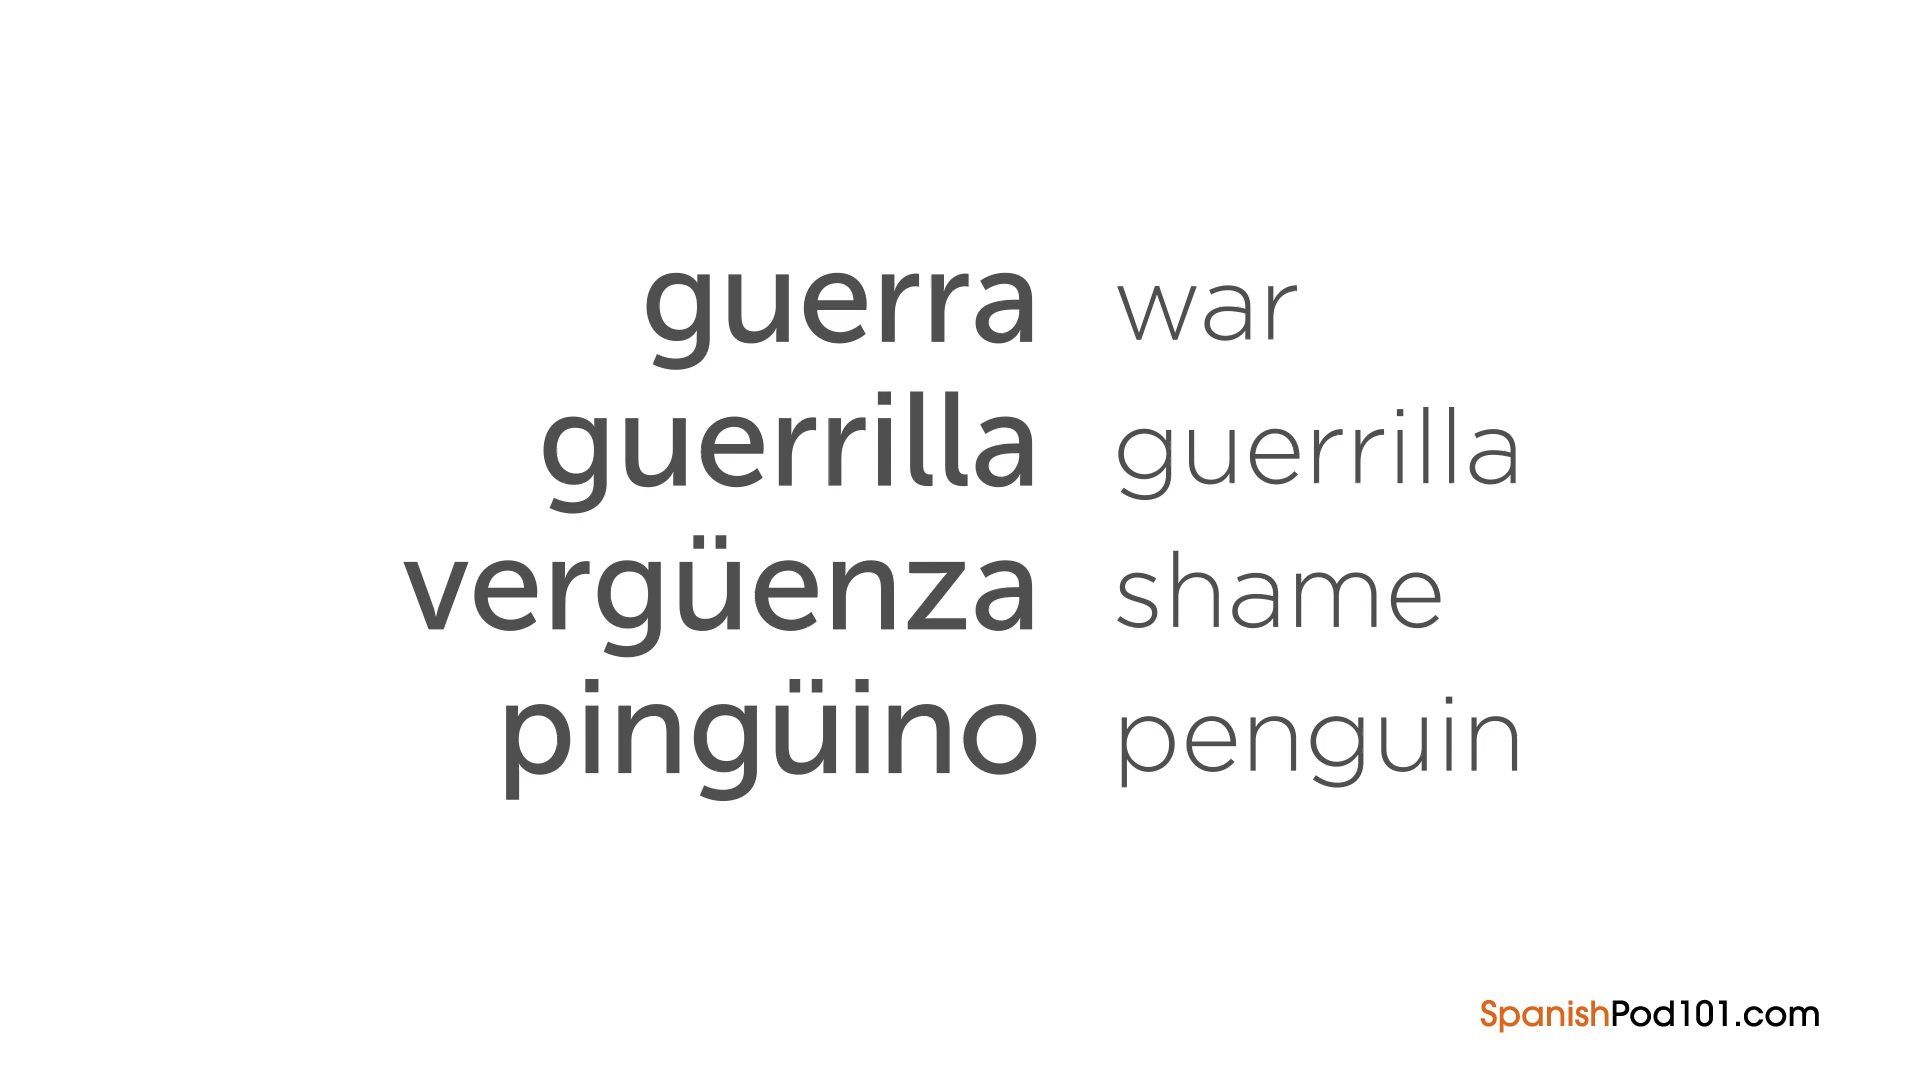 guerra war
guerrilla guerrilla
vergüenza shame
pingüino penguin
SpanishPod101.com